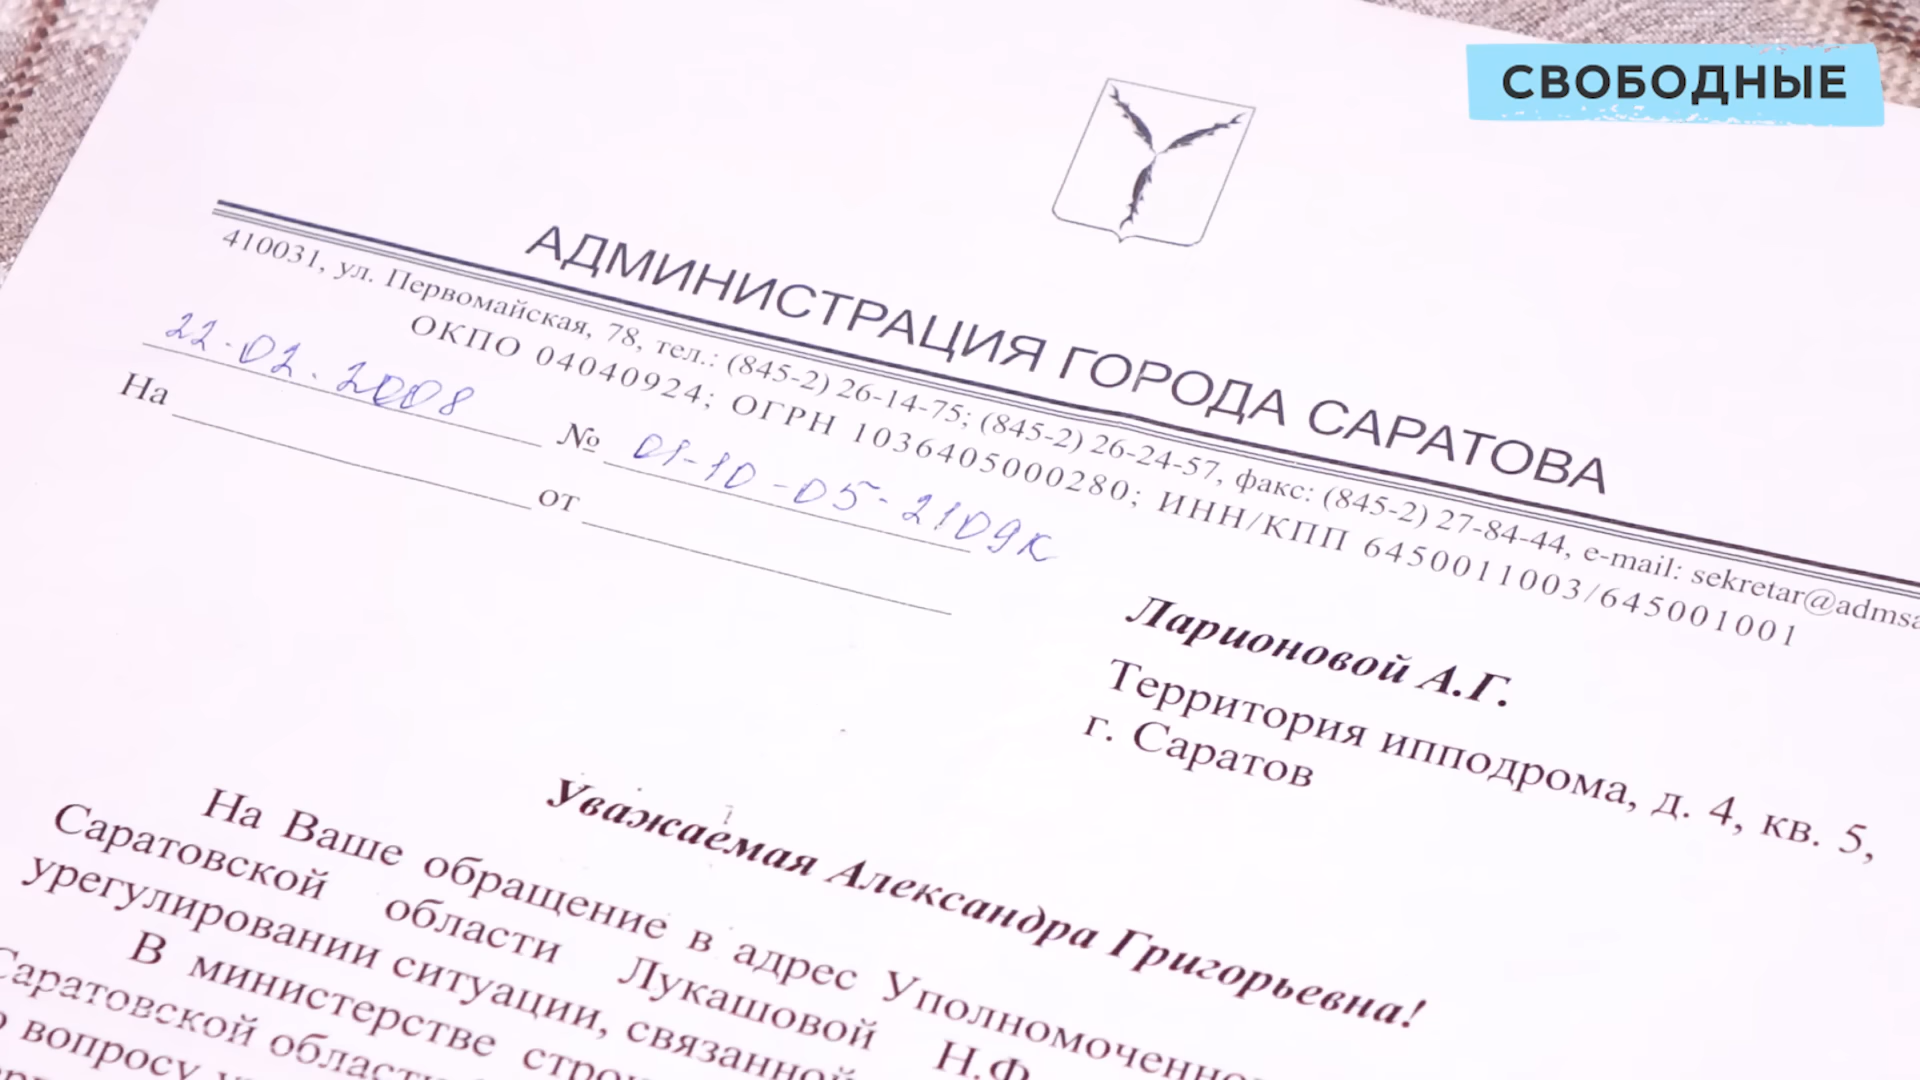 СВОБОДНЫЕ
АДМИНИСТРАЦИЯ ГОРОДА САРАТОВА
410031, ул. Первомайская, 78, тел.: (845-2) 26-14-75; (845-2) 26-24-57, факс: (845-2) 27-84-44, e-mail: sekretar@admsa
ОКПО 04040924; ОГРН 1036405000280; ИНН/КПП 6450011003/645001001
22.02.2008 № 01-10-05-2109к
На от
Ларионовой А.Г.
Территория ипподрома, д. 4, кв. 5,
г. Саратов
Уважаемая Александра Григорьевна!
На Ваше обращение в адрес Уполномоченно
Саратовской области Лукашовой Н.Ф.
урегулировании ситуации, связанной
В министерстве строи
Саратовской области
вопросу